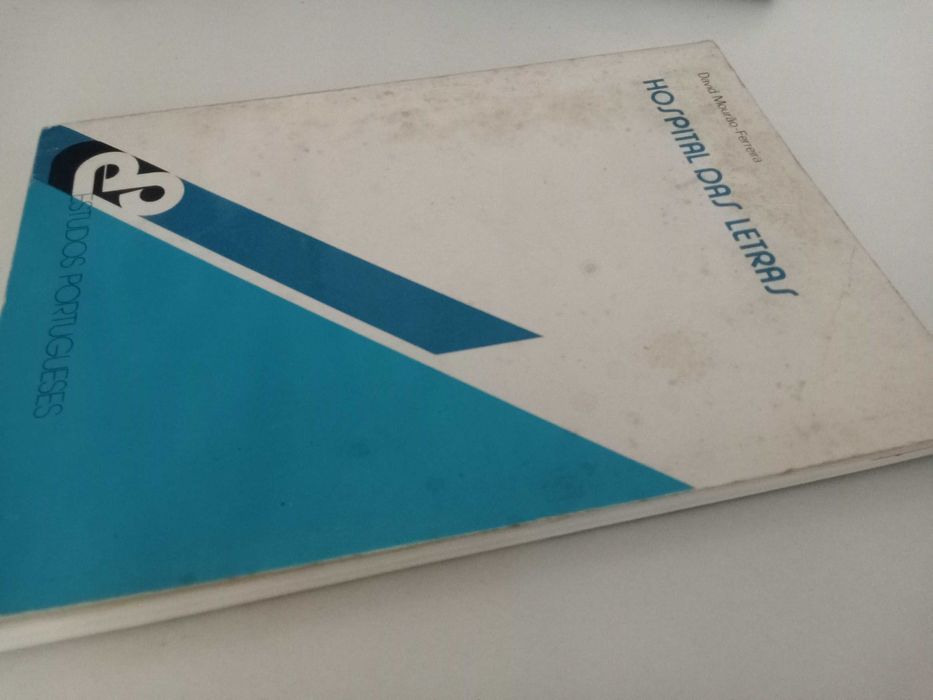 David Mourão-Ferreira
HOSPITAL DAS LETRAS
ESTUDOS PORTUGUESES